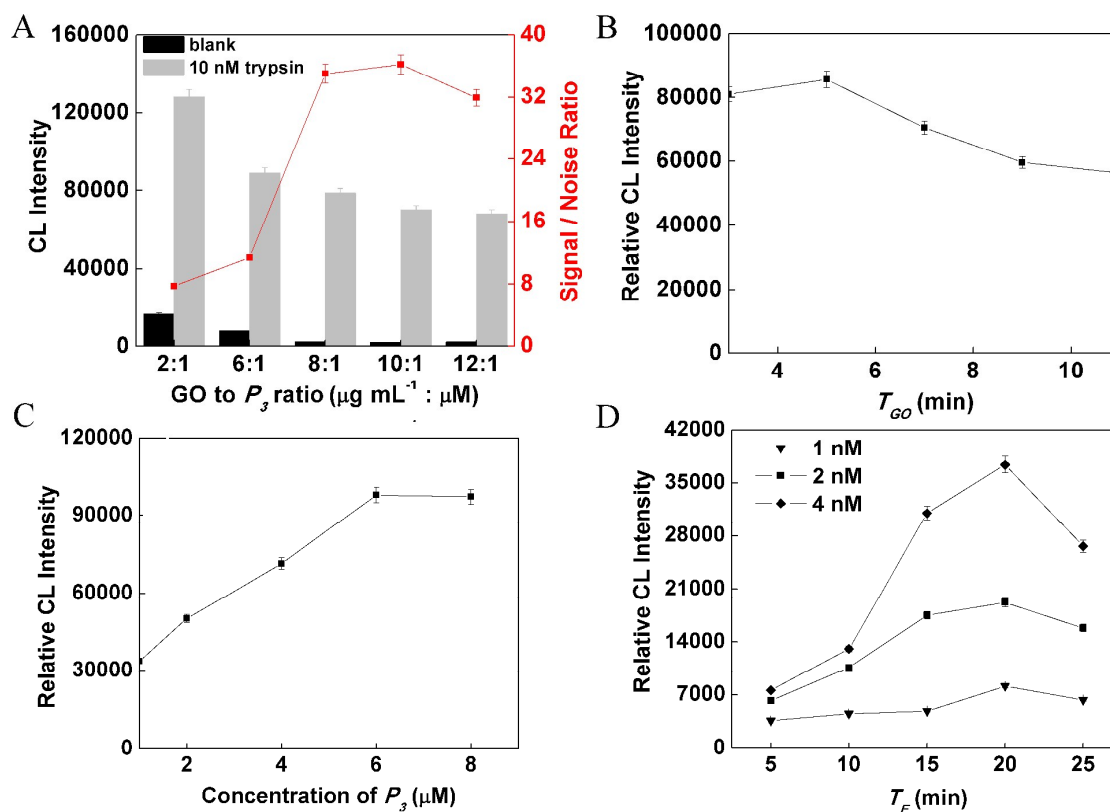 A
160000
120000
80000
40000
0
blank
10 nM trypsin
40
32
24
16
8
0
CL Intensity
Signal / Noise Ratio
2:1 6:1 8:1 10:1 12:1
GO to P₃ ratio (μg mL⁻¹ : μM)
B
100000
80000
60000
40000
20000
0
Relative CL Intensity
4 6 8 10
T_GO (min)
C
120000
90000
60000
30000
0
Relative CL Intensity
2 4 6 8
Concentration of P₃ (μM)
D
42000
35000
28000
21000
14000
7000
0
1 nM
2 nM
4 nM
Relative CL Intensity
5 10 15 20 25
T_E (min)